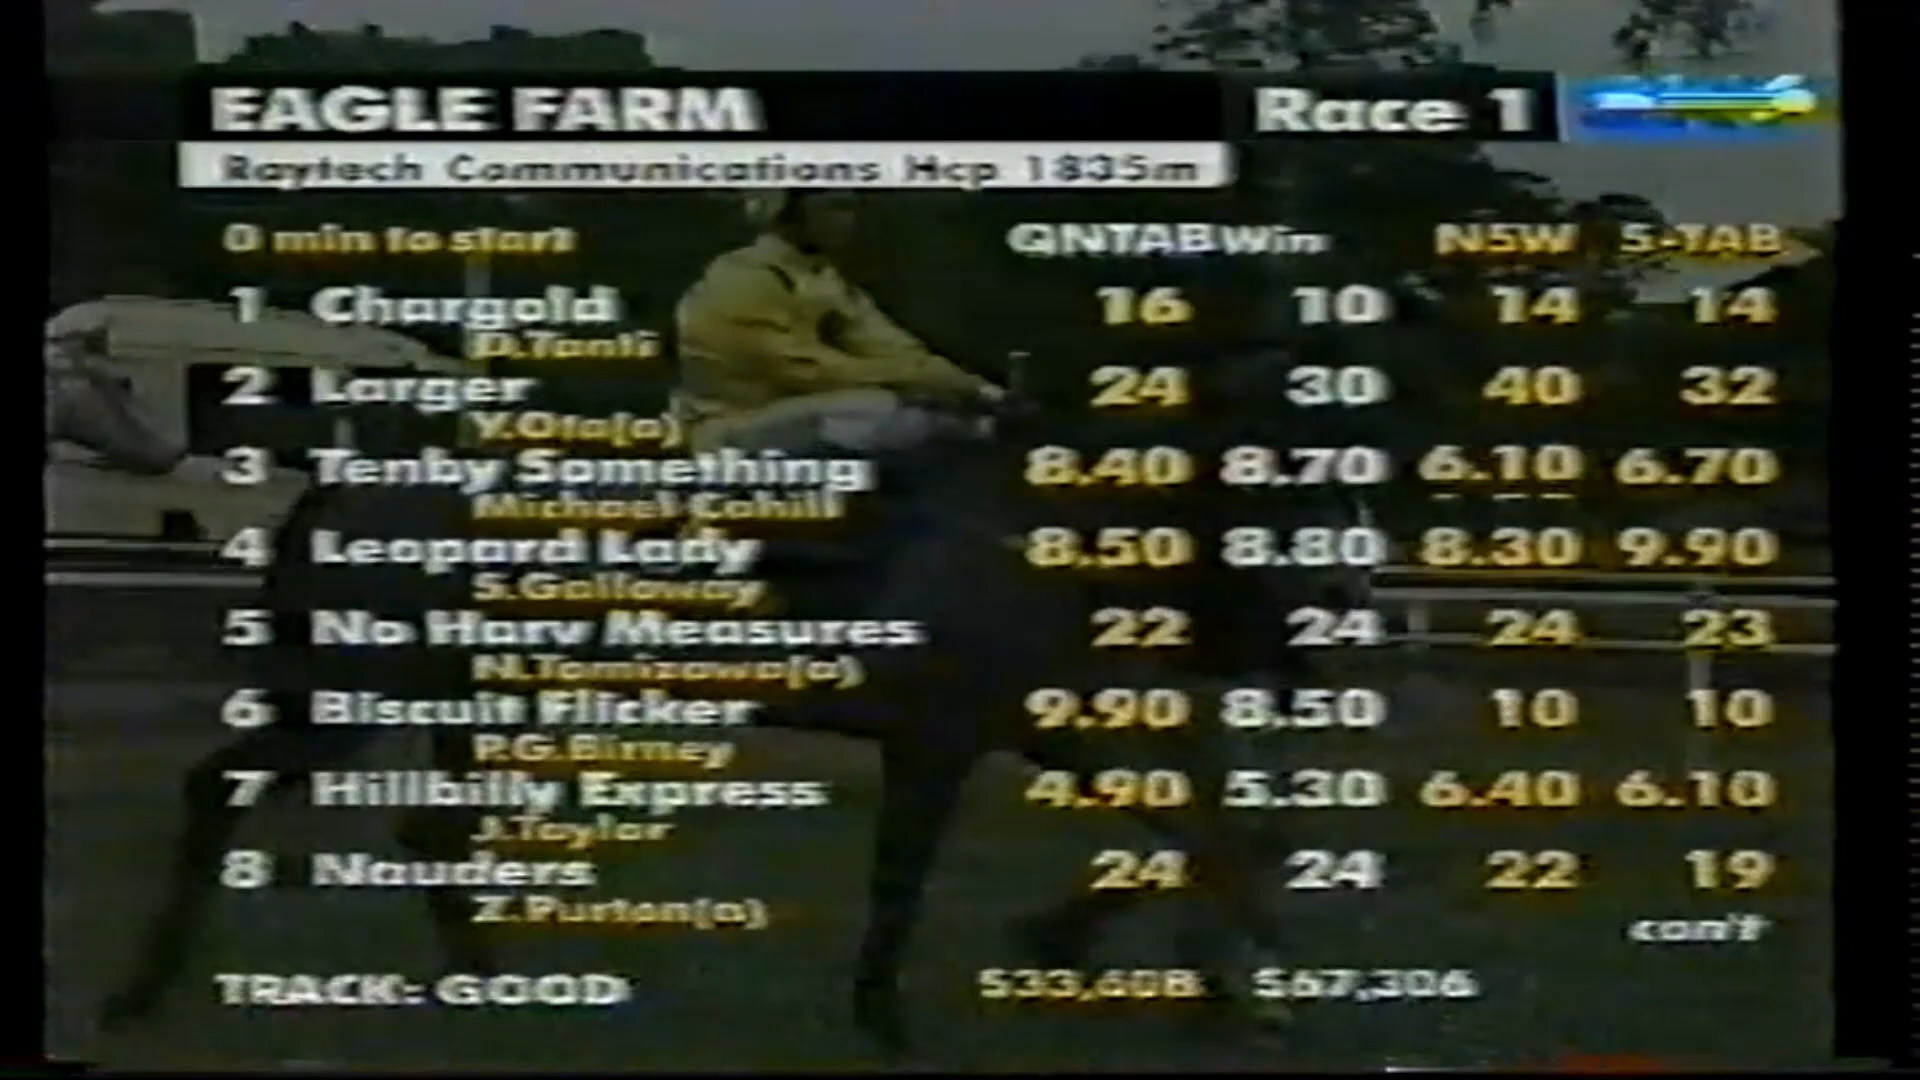 EAGLE FARM Race 1
Raytech Communications Hcp 1835m
0 min to start QNTAB Win NSW S-TAB
1 Chargold 16 10 14 14
D.Tanti
2 Larger 24 30 40 32
Y.Ota(a)
3 Tenby Something 8.40 8.70 6.10 6.70
Michael Cahill
4 Leopard Lady 8.50 8.80 8.30 9.90
S.Galloway
5 No Harv Measures 22 24 24 23
N.Tomizawa(a)
6 Biscuit Flicker 9.90 8.50 10 10
P.G.Birney
7 Hillbilly Express 4.90 5.30 6.40 6.10
J.Taylor
8 Nauders 24 24 22 19
Z.Purton(a)
con't
TRACK: GOOD $33,608 $67,306